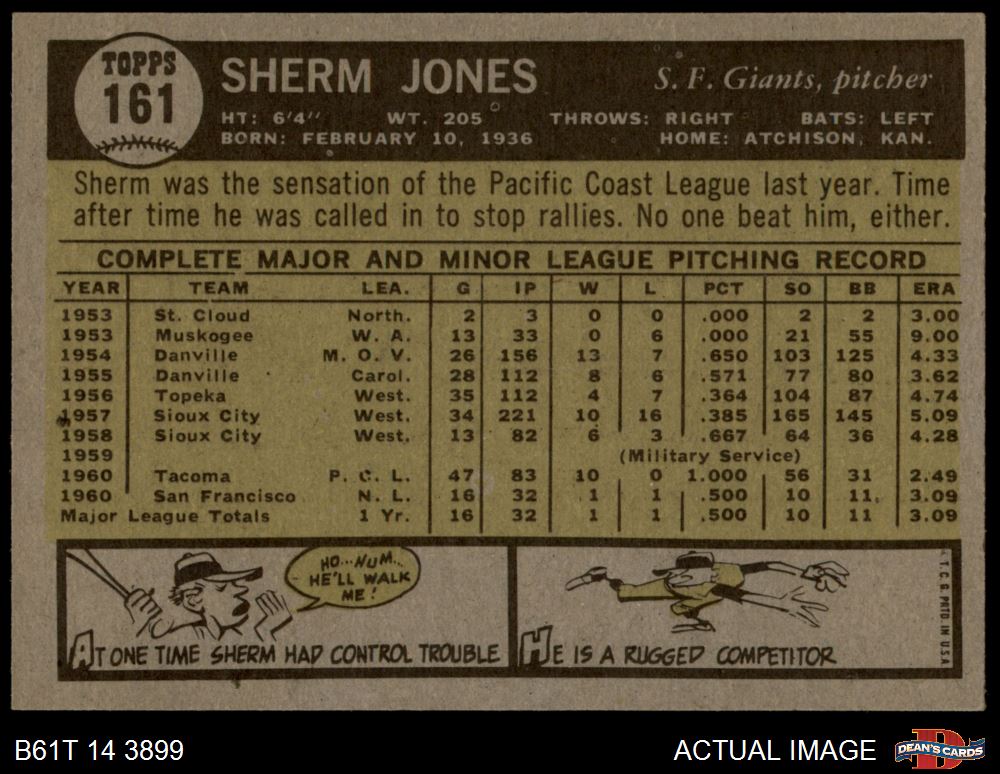 TOPPS
161
SHERM JONES
S. F. Giants, pitcher
HT: 6'4" WT. 205 THROWS: RIGHT BATS: LEFT
BORN: FEBRUARY 10, 1936 HOME: ATCHISON, KAN.
Sherm was the sensation of the Pacific Coast League last year. Time
after time he was called in to stop rallies. No one beat him, either.
COMPLETE MAJOR AND MINOR LEAGUE PITCHING RECORD
YEAR TEAM LEA. G IP W L PCT SO BB ERA
1953 St. Cloud North. 2 3 0 0 .000 2 2 3.00
1953 Muskogee W. A. 13 33 0 6 .000 21 55 9.00
1954 Danville M. O. V. 26 156 13 7 .650 103 125 4.33
1955 Danville Carol. 28 112 8 6 .571 77 80 3.62
1956 Topeka West. 35 112 4 7 .364 104 87 4.74
1957 Sioux City West. 34 221 10 16 .385 165 145 5.09
1958 Sioux City West. 13 82 6 3 .667 64 36 4.28
1959 (Military Service)
1960 Tacoma P. C. L. 47 83 10 0 1.000 56 31 2.49
1960 San Francisco N. L. 16 32 1 1 .500 10 11 3.09
Major League Totals 1 Yr. 16 32 1 1 .500 10 11 3.09
HO...HUM...
HE'LL WALK
ME!
AT ONE TIME SHERM HAD CONTROL TROUBLE
HE IS A RUGGED COMPETITOR
T. C. G. PRTD. IN U.S.A.
B61T 14 3899
ACTUAL IMAGE
DEAN'S CARDS